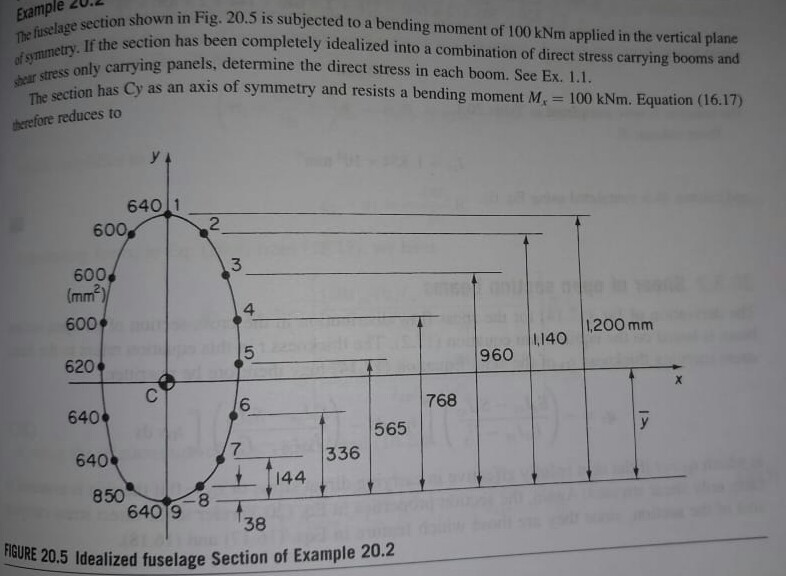 Example 20.2
The fuselage section shown in Fig. 20.5 is subjected to a bending moment of 100 kNm applied in the vertical plane
of symmetry. If the section has been completely idealized into a combination of direct stress carrying booms and
shear stress only carrying panels, determine the direct stress in each boom. See Ex. 1.1.
The section has Cy as an axis of symmetry and resists a bending moment Mₓ = 100 kNm. Equation (16.17)
therefore reduces to
y
640 1
600 2
3
600
(mm²)
4
600
1,200 mm
1,140
5
960
620
x
C
768
6
ȳ
640
565
7
336
640
144
850
8
640 9
38
FIGURE 20.5 Idealized fuselage Section of Example 20.2